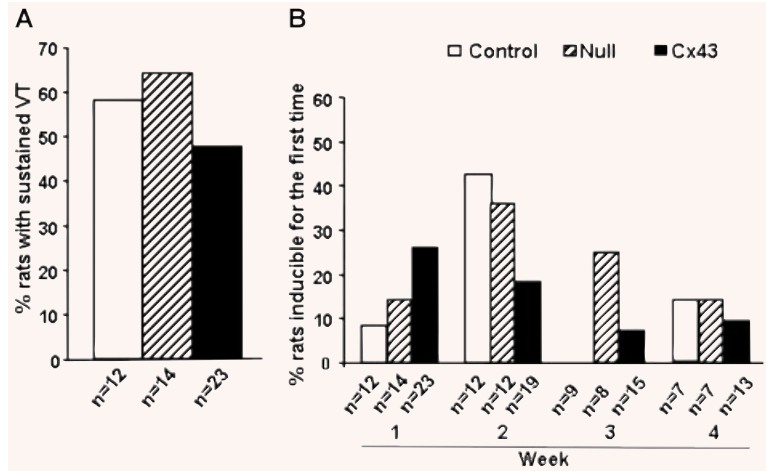 A
% rats with sustained VT
70
60
50
40
30
20
10
0
n=12
n=14
n=23
B
Control
Null
Cx43
% rats inducible for the first time
60
50
40
30
20
10
0
n=12
n=14
n=23
n=12
n=12
n=19
n=9
n=8
n=15
n=7
n=7
n=13
1
2
3
4
Week